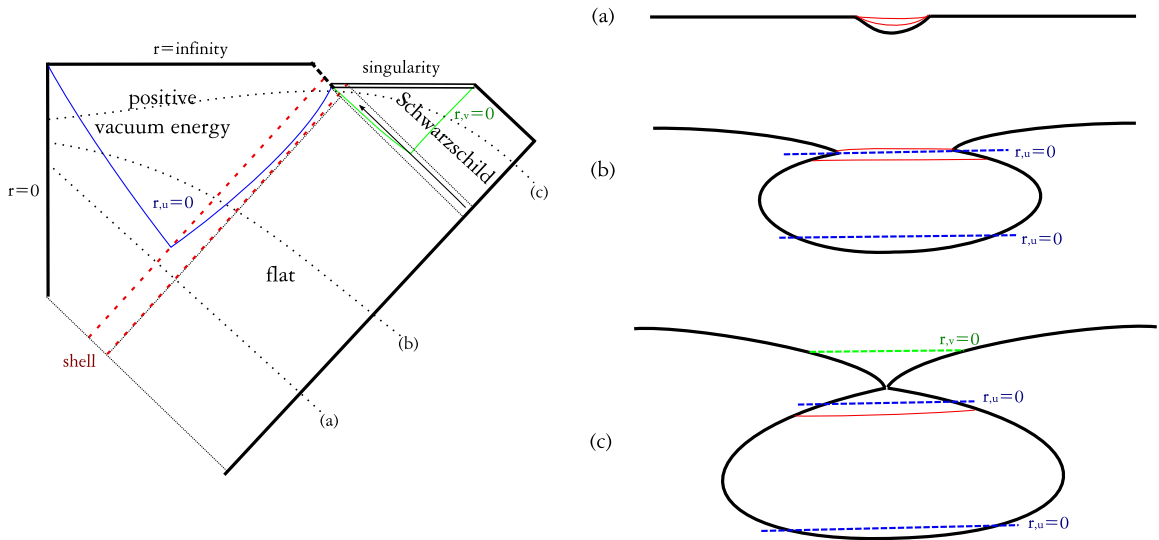 r=infinity
singularity
positive
vacuum energy
Schwarzschild
r,v=0
r=0
r,u=0
(c)
flat
shell
(b)
(a)
(a)
r,u=0
(b)
r,u=0
r,v=0
r,u=0
(c)
r,u=0